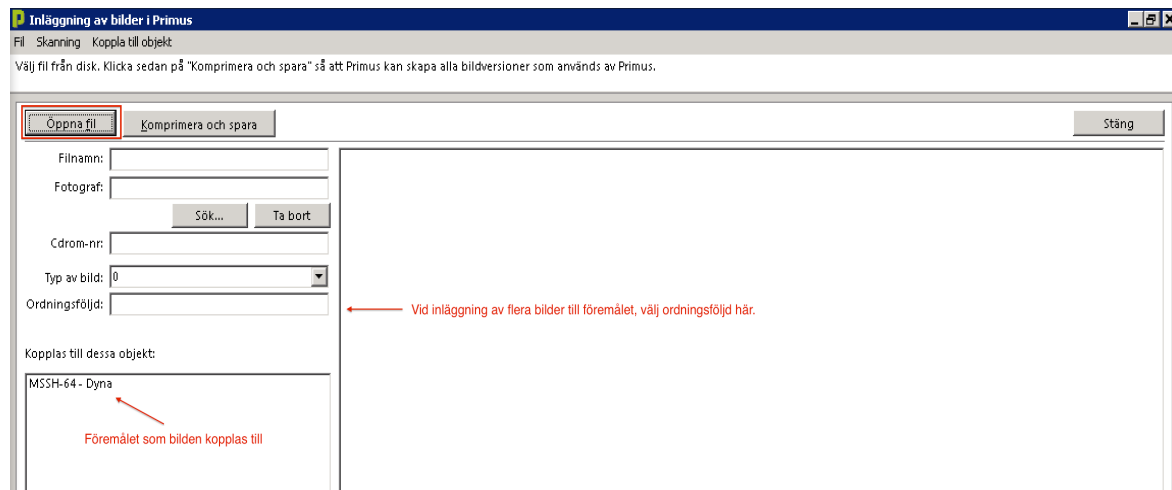 Inläggning av bilder i Primus
Fil Skanning Koppla till objekt
Välj fil från disk. Klicka sedan på "Komprimera och spara" så att Primus kan skapa alla bildversioner som används av Primus.
Öppna fil Komprimera och spara Stäng
Filnamn:
Fotograf:
Sök... Ta bort
Cdrom-nr:
Typ av bild: 0
Ordningsföljd:
Vid inläggning av flera bilder till föremålet, välj ordningsföljd här.
Kopplas till dessa objekt:
MSSH-64 - Dyna
Föremålet som bilden kopplas till